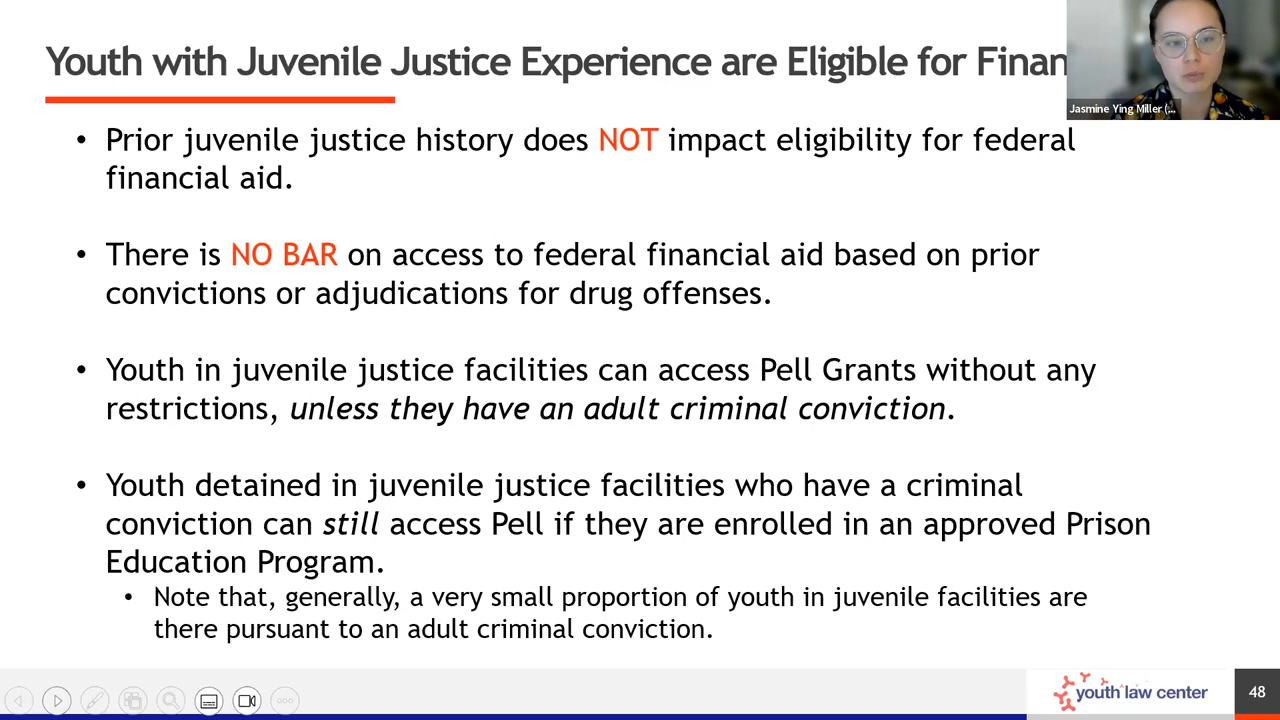 Youth with Juvenile Justice Experience are Eligible for Finan
Jasmine Ying Miller (...
• Prior juvenile justice history does NOT impact eligibility for federal
financial aid.
• There is NO BAR on access to federal financial aid based on prior
convictions or adjudications for drug offenses.
• Youth in juvenile justice facilities can access Pell Grants without any
restrictions, unless they have an adult criminal conviction.
• Youth detained in juvenile justice facilities who have a criminal
conviction can still access Pell if they are enrolled in an approved Prison
Education Program.
• Note that, generally, a very small proportion of youth in juvenile facilities are
there pursuant to an adult criminal conviction.
youth law center
48